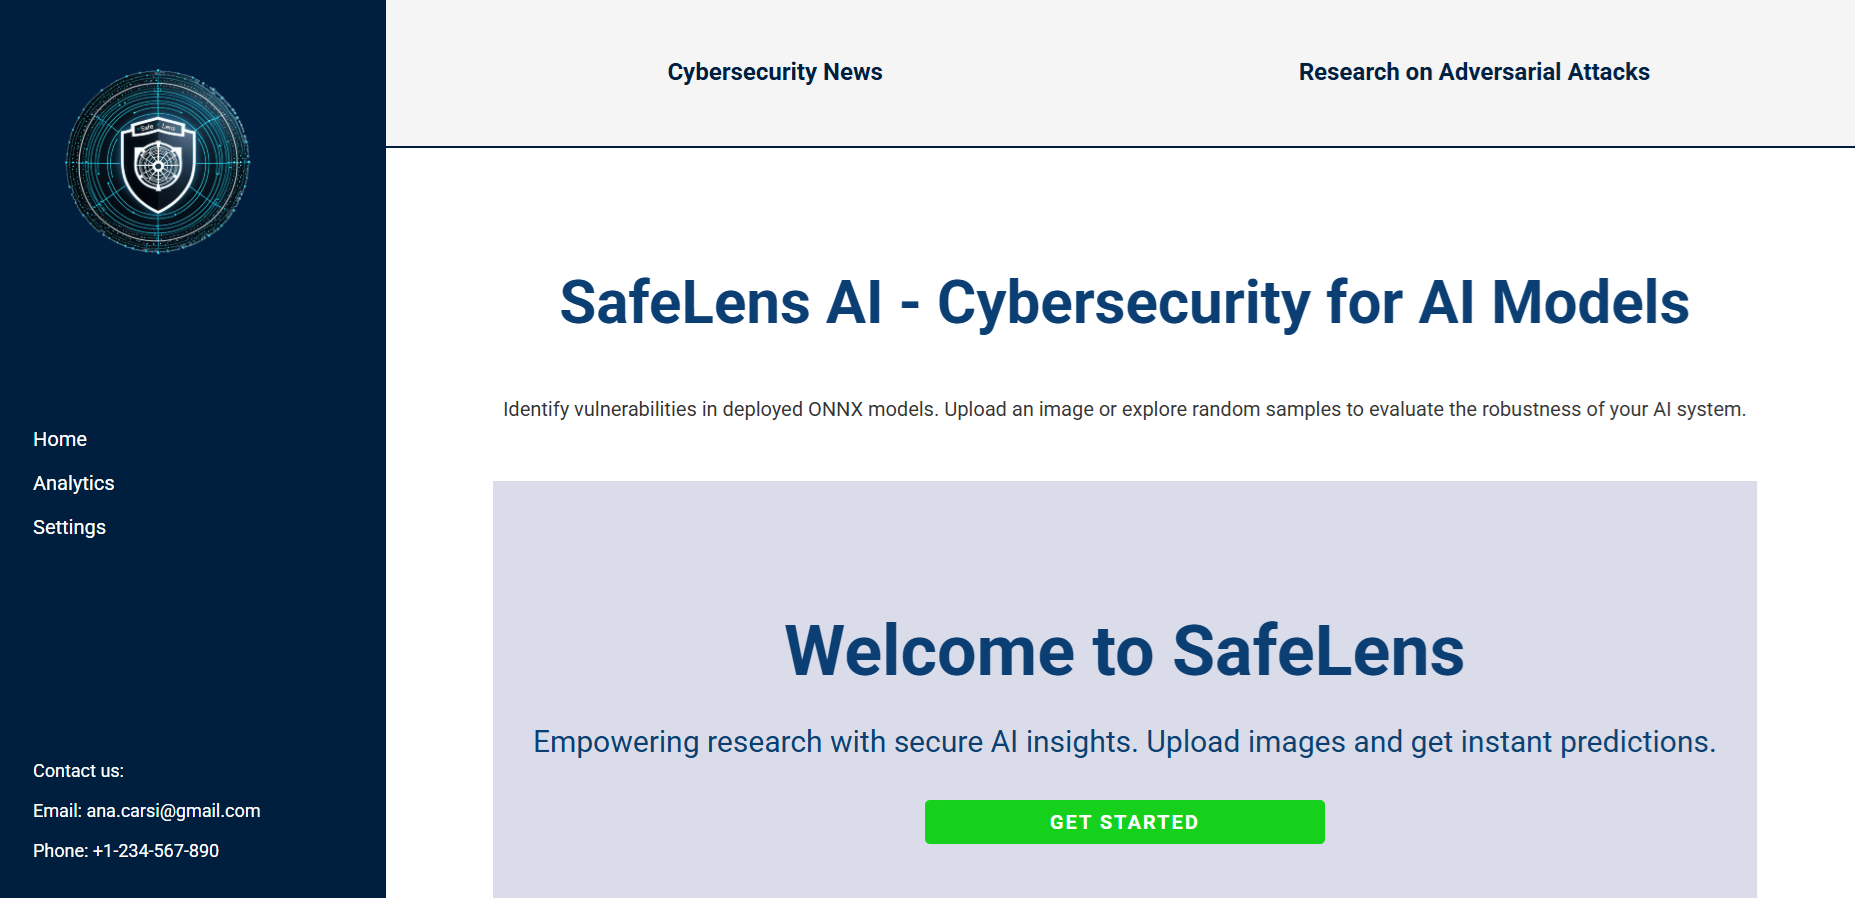 Safe Lens
Home
Analytics
Settings
Contact us:
Email: ana.carsi@gmail.com
Phone: +1-234-567-890
Cybersecurity News
Research on Adversarial Attacks
SafeLens AI - Cybersecurity for AI Models
Identify vulnerabilities in deployed ONNX models. Upload an image or explore random samples to evaluate the robustness of your AI system.
Welcome to SafeLens
Empowering research with secure AI insights. Upload images and get instant predictions.
GET STARTED